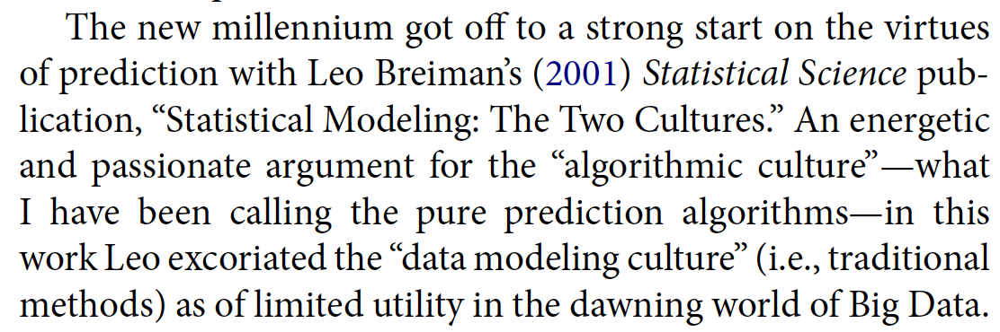 The new millennium got off to a strong start on the virtues
of prediction with Leo Breiman’s (2001) Statistical Science pub-
lication, “Statistical Modeling: The Two Cultures.” An energetic
and passionate argument for the “algorithmic culture”—what
I have been calling the pure prediction algorithms—in this
work Leo excoriated the “data modeling culture” (i.e., traditional
methods) as of limited utility in the dawning world of Big Data.